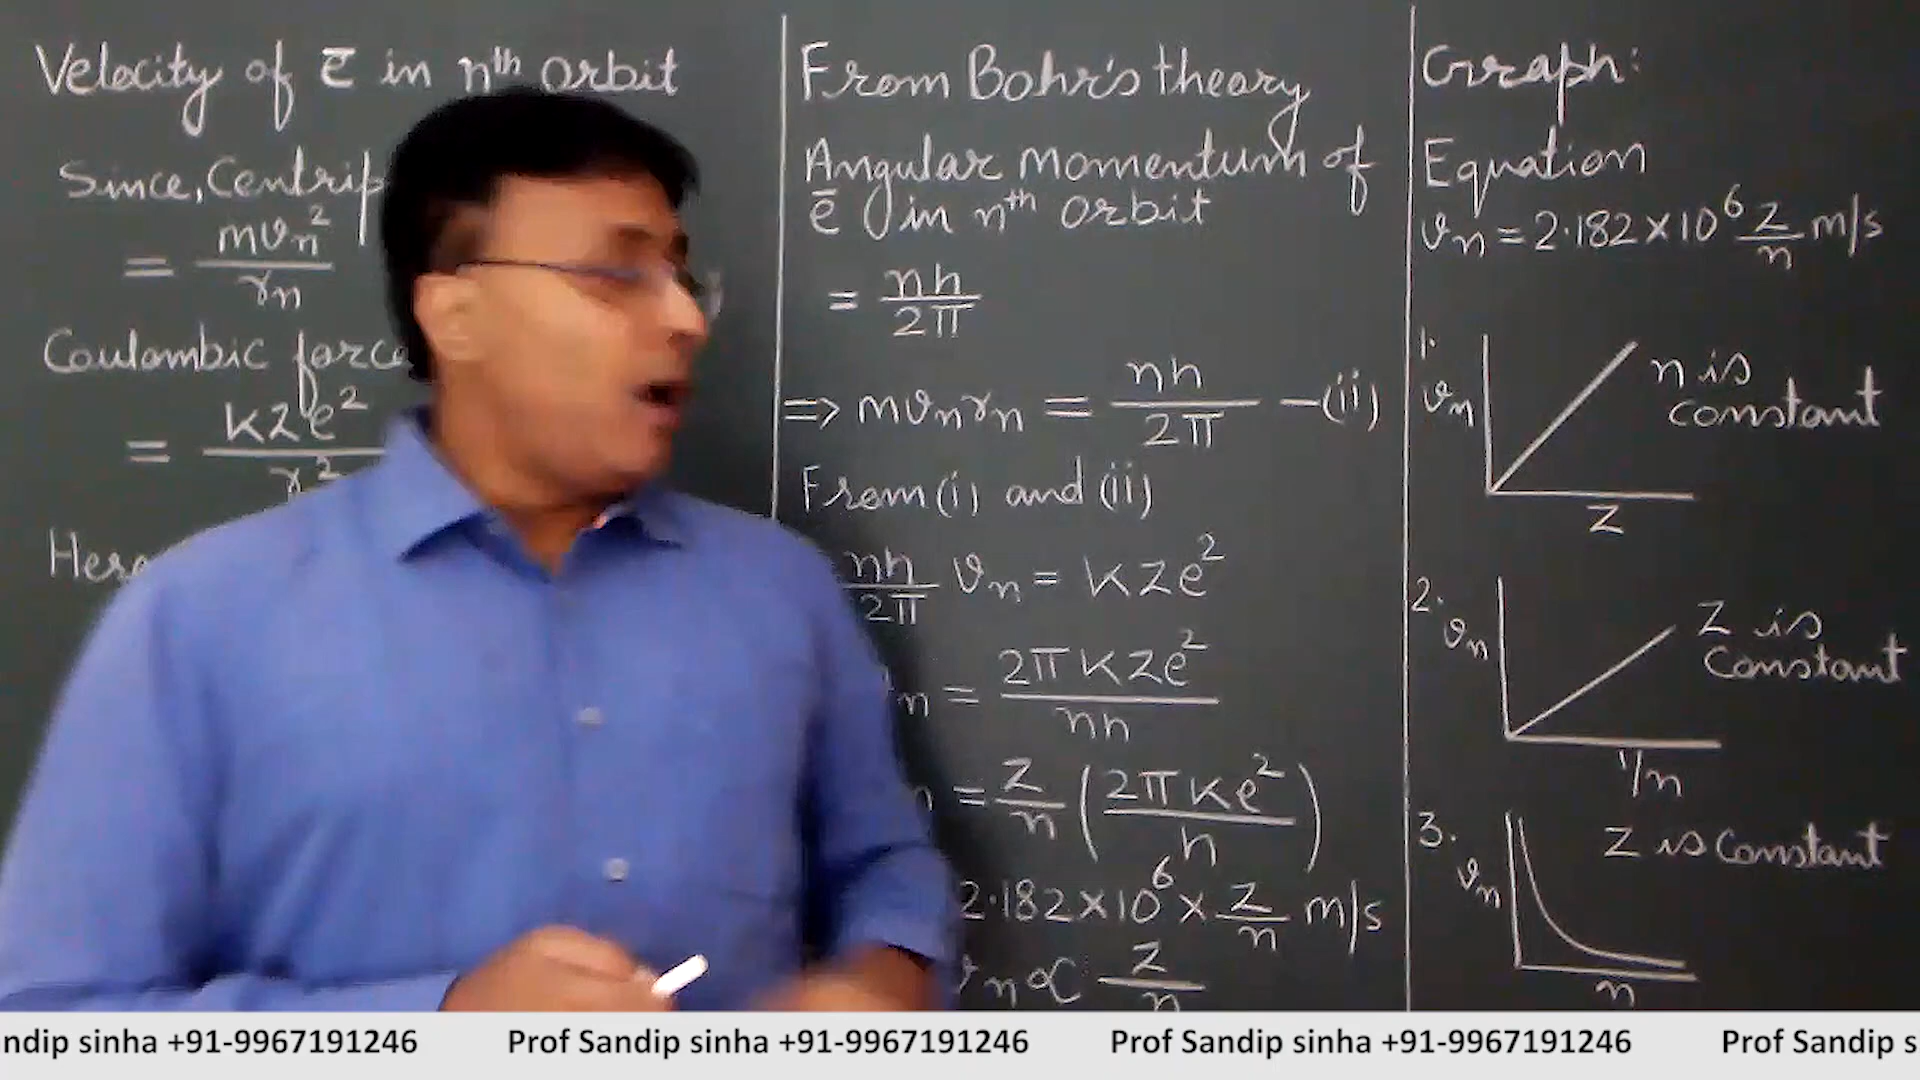 Velocity of e̅ in nth orbit
Since, Centrip
= mvn²/rn
Coulombic force
= KZe²/r²
Here
From Bohr's theory
Angular Momentum of
e̅ in nth orbit
= nh/2π
⇒ mvnrn = nh/2π —(ii)
From (i) and (ii)
nh/2π vn = KZe²
n = 2πKZe²/nh
n = Z/n (2πKe²/h)
2.182×10⁶ × Z/n m/s
vn ∝ Z/n
Graph:
Equation
vn = 2.182×10⁶ Z/n m/s
1.
vn
n is
constant
Z
2.
vn
Z is
constant
1/n
3.
vn
Z is constant
n
ndip sinha +91-9967191246 Prof Sandip sinha +91-9967191246 Prof Sandip sinha +91-9967191246 Prof Sandip s